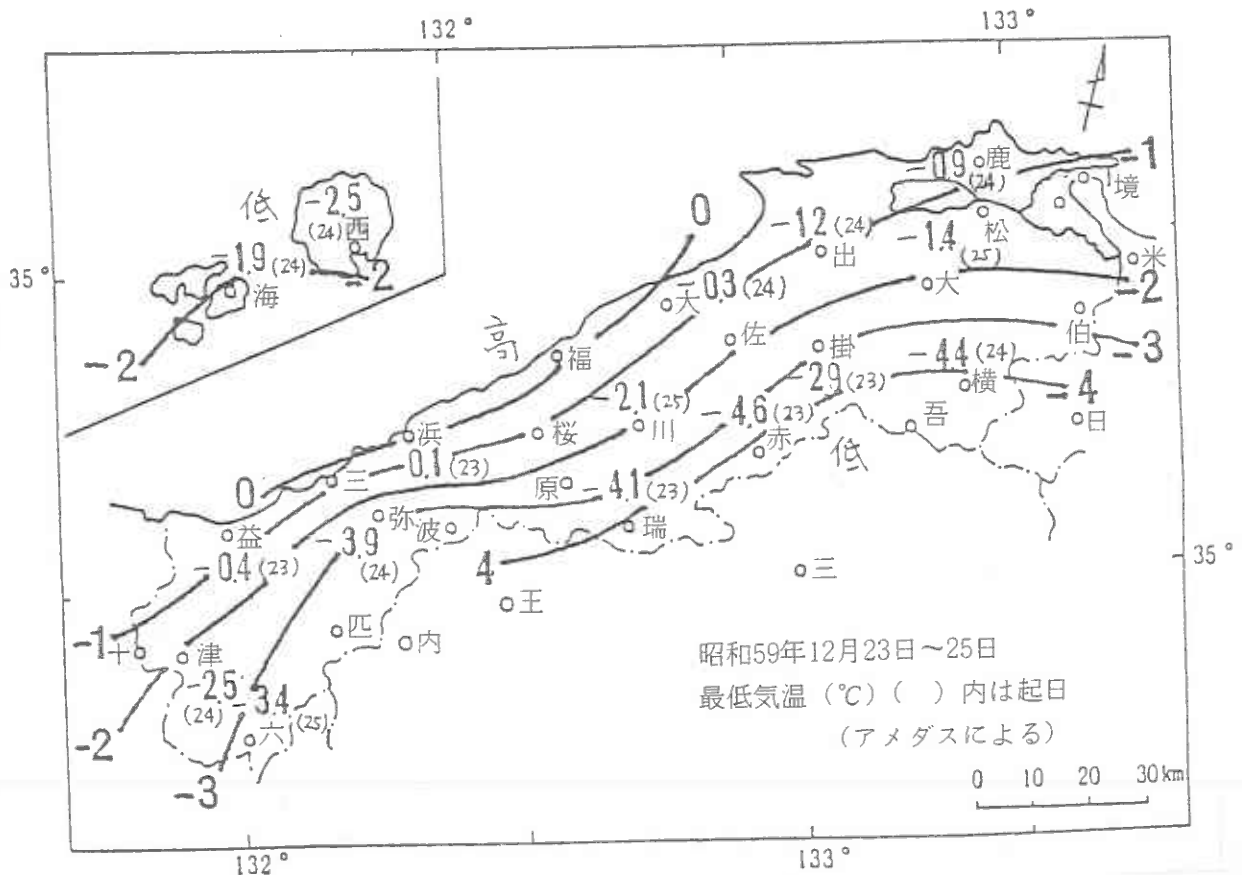 132°
133°
-1
-0.9
鹿
(24)
境
低
-2.5
(24)西
0
-1.2 (24)
出
-1.4
松
(25)
米
35°
-1.9 (24)
海
-2
大
-0.3 (24)
大
-2
-2
高
福
佐
掛
伯
-3
-4.4 (24)
横
-2.9 (23)
-4
-2.1 (25)
川
-4.6 (23)
赤
吾
日
低
浜
桜
0.1 (23)
0
三
原
-4.1 (23)
弥
波
瑞
益
-3.9
(24)
-0.4 (23)
4
王
三
35°
-1
十
津
匹
内
昭和59年12月23日~25日
最低気温 (℃) ( ) 内は起日
(アメダスによる)
-2.5
(24)
-3.4
(25)
六
-2
-3
0 10 20 30km
132°
133°